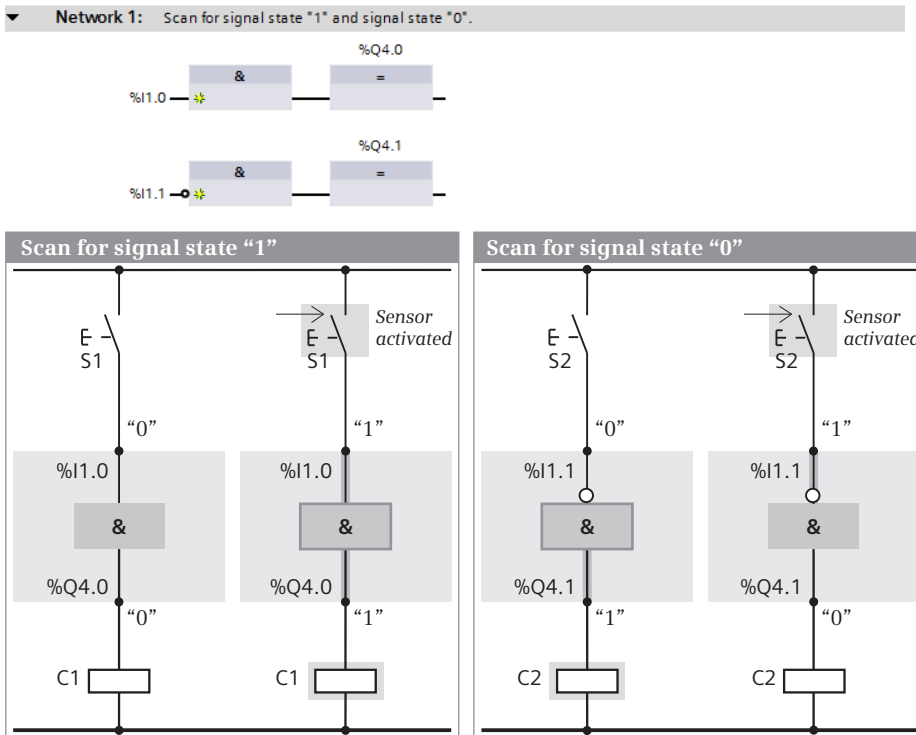 Network 1: Scan for signal state "1" and signal state "0".
%Q4.0
&
=
%I1.0
%Q4.1
&
=
%I1.1
Scan for signal state “1”
S1
“0”
%I1.0
&
%Q4.0
“0”
C1
Sensor
activated
S1
“1”
%I1.0
&
%Q4.0
“1”
C1
Scan for signal state “0”
S2
“0”
%I1.1
&
%Q4.1
“1”
C2
Sensor
activated
S2
“1”
%I1.1
&
%Q4.1
“0”
C2